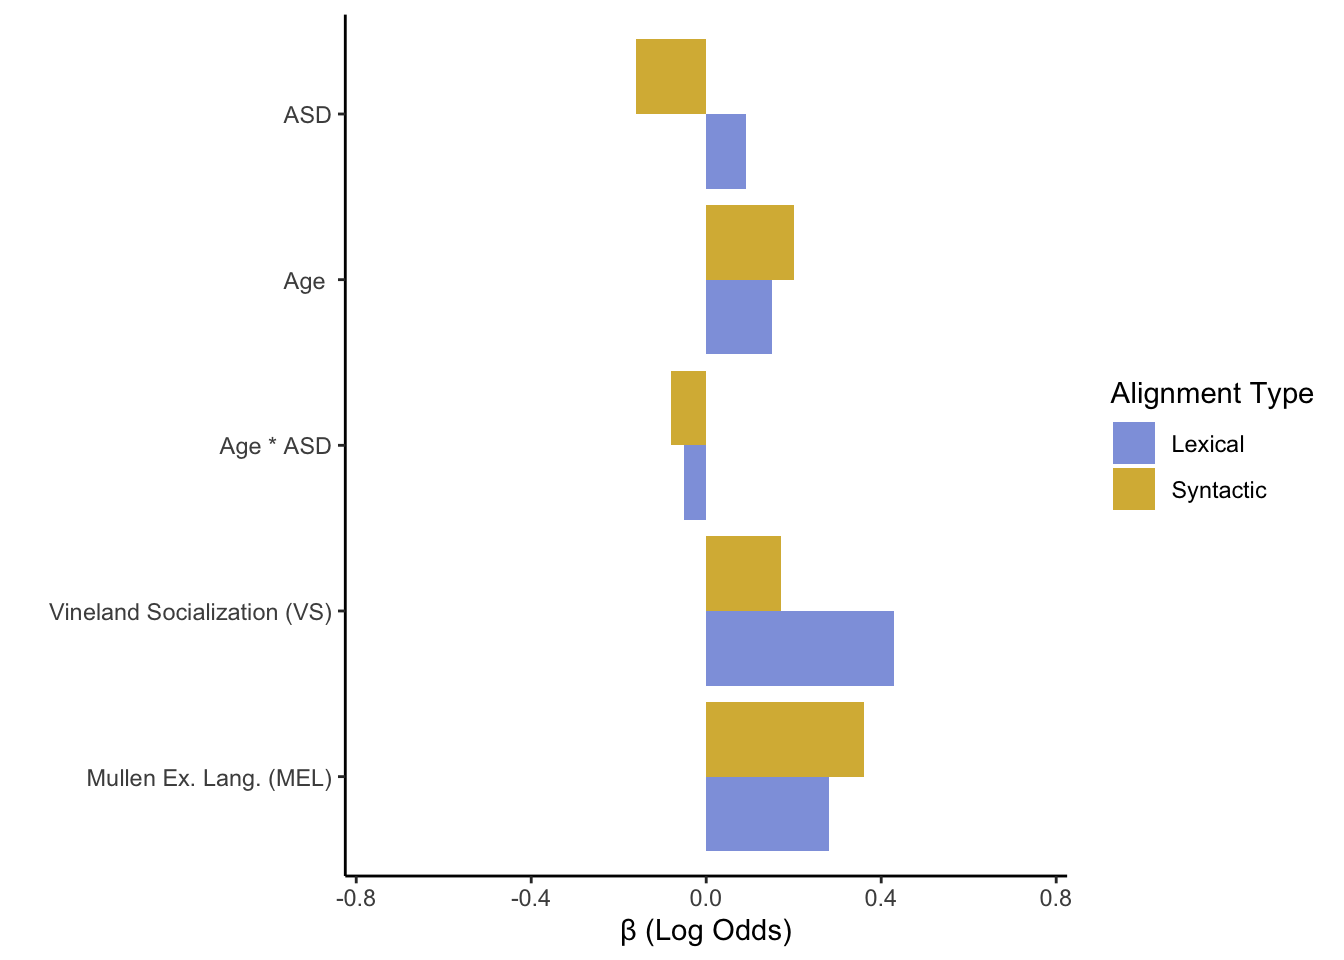 ASD
Age
Age * ASD
Vineland Socialization (VS)
Mullen Ex. Lang. (MEL)
-0.8
-0.4
0.0
0.4
0.8
β (Log Odds)
Alignment Type
Lexical
Syntactic